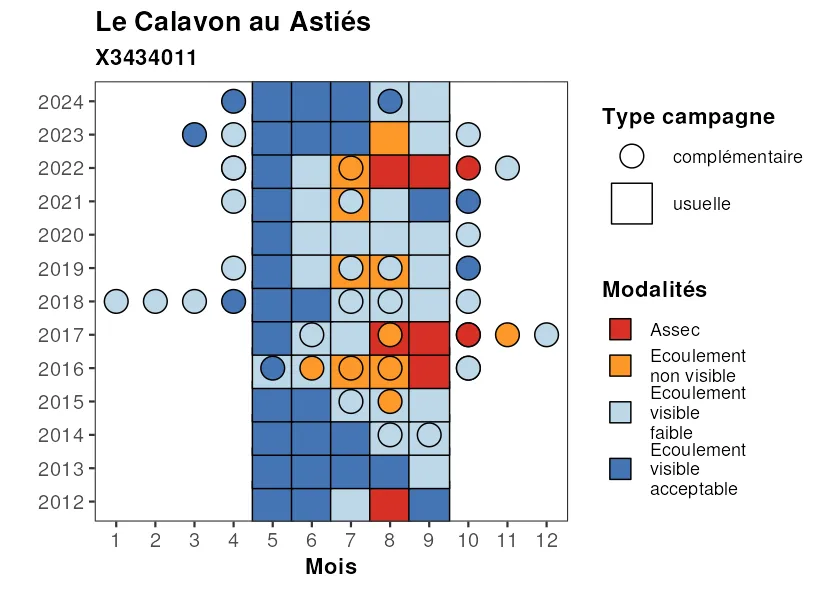 Le Calavon au Astiés
X3434011
2024
2023
2022
2021
2020
2019
2018
2017
2016
2015
2014
2013
2012
1 2 3 4 5 6 7 8 9 10 11 12
Mois
Type campagne
complémentaire
usuelle
Modalités
Assec
Ecoulement
non visible
Ecoulement
visible
faible
Ecoulement
visible
acceptable